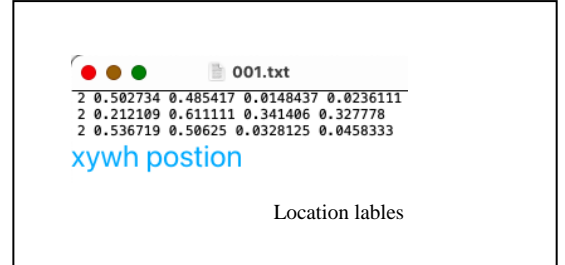 001.txt
2 0.502734 0.485417 0.0148437 0.0236111
2 0.212109 0.611111 0.341406 0.327778
2 0.536719 0.50625 0.0328125 0.0458333
xywh postion
Location lables